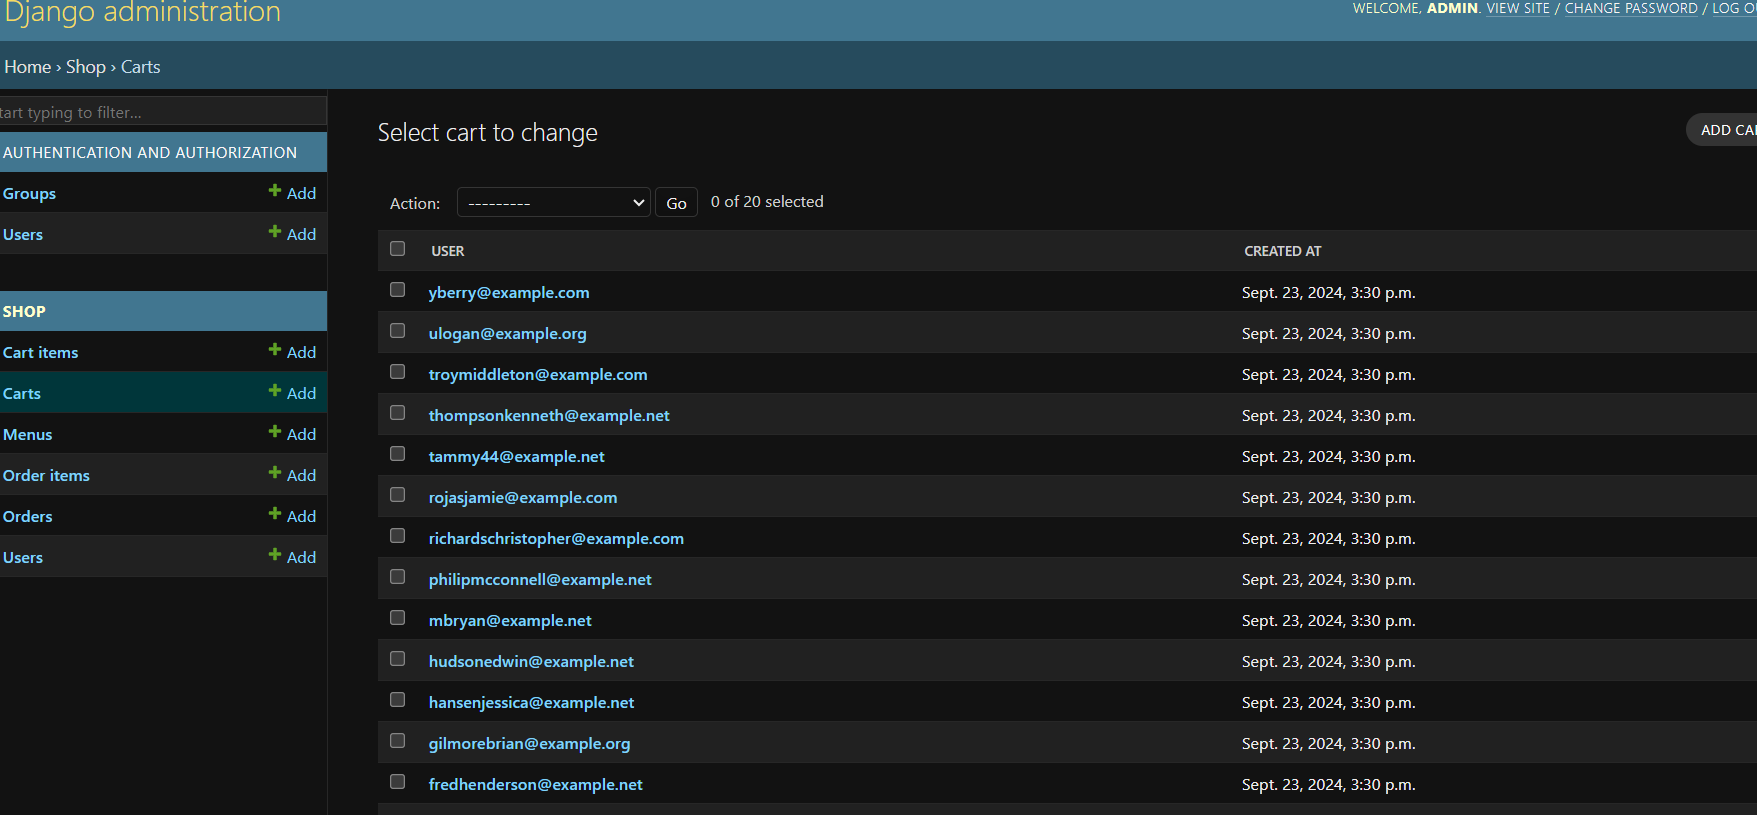 Django administration
WELCOME, ADMIN. VIEW SITE / CHANGE PASSWORD / LOG
Home › Shop › Carts
typing to filter...
AUTHENTICATION AND AUTHORIZATION
Groups + Add
Users + Add
SHOP
Cart items + Add
Carts + Add
Menus + Add
Order items + Add
Orders + Add
Users + Add
Select cart to change
ADD
Action: --------- Go 0 of 20 selected
USER CREATED AT
yberry@example.com Sept. 23, 2024, 3:30 p.m.
ulogan@example.org Sept. 23, 2024, 3:30 p.m.
troymiddleton@example.com Sept. 23, 2024, 3:30 p.m.
thompsonkenneth@example.net Sept. 23, 2024, 3:30 p.m.
tammy44@example.net Sept. 23, 2024, 3:30 p.m.
rojasjamie@example.com Sept. 23, 2024, 3:30 p.m.
richardschristopher@example.com Sept. 23, 2024, 3:30 p.m.
philipmcconnell@example.net Sept. 23, 2024, 3:30 p.m.
mbryan@example.net Sept. 23, 2024, 3:30 p.m.
hudsonedwin@example.net Sept. 23, 2024, 3:30 p.m.
hansenjessica@example.net Sept. 23, 2024, 3:30 p.m.
gilmorebrian@example.org Sept. 23, 2024, 3:30 p.m.
fredhenderson@example.net Sept. 23, 2024, 3:30 p.m.